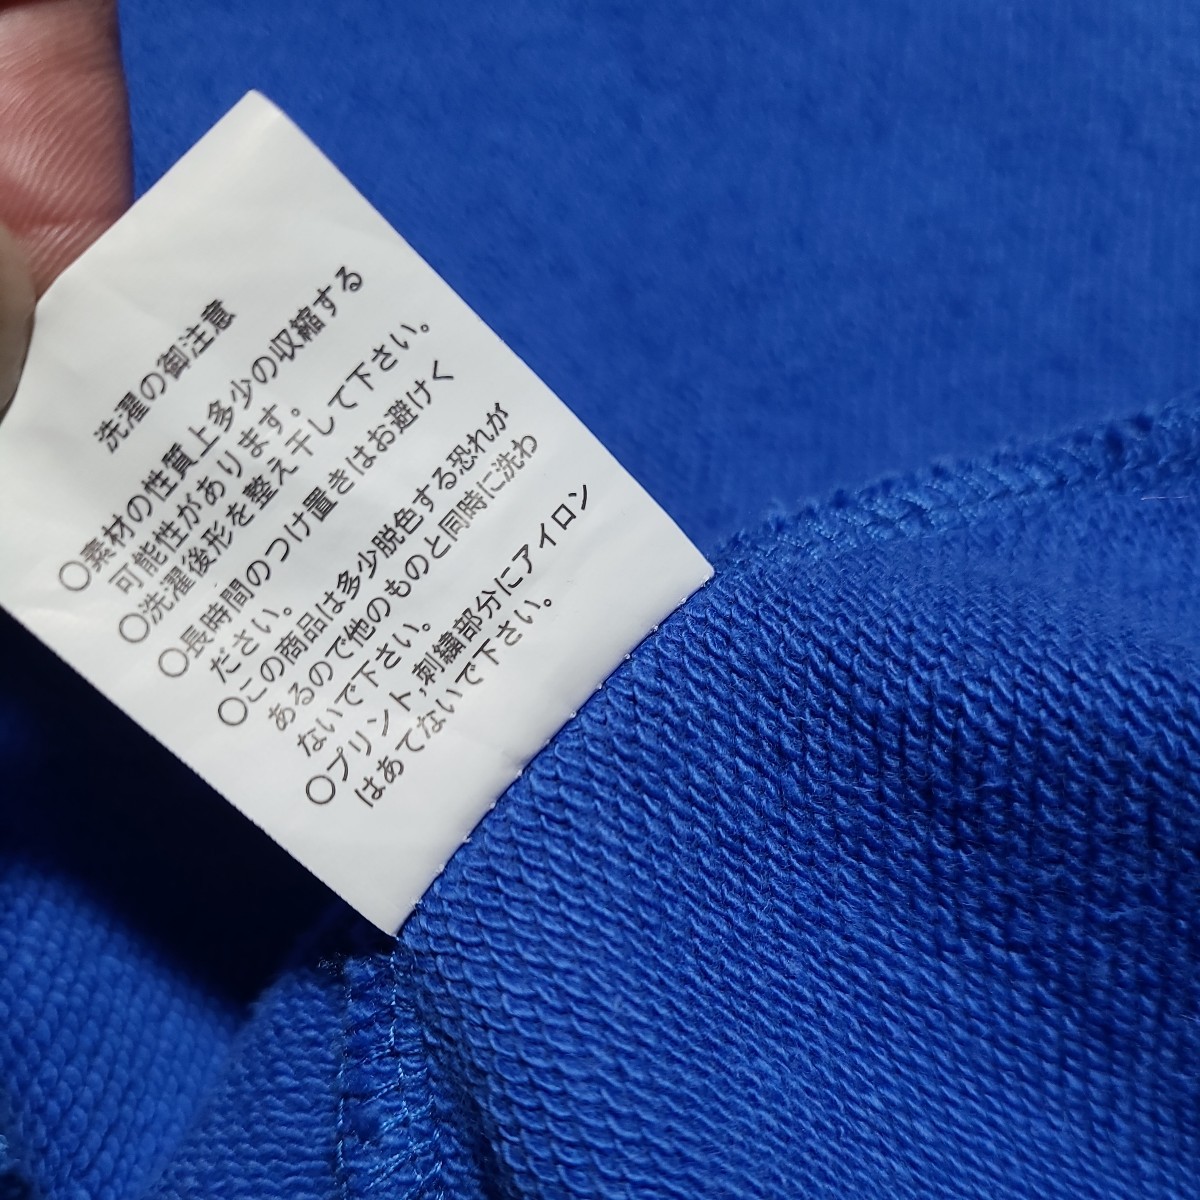 洗濯の御注意
〇素材の性質上多少の収縮する
可能性があります。
〇洗濯後形を整え干して下さい。
〇長時間のつけ置きはお避けく
ださい。
〇この商品は多少脱色する恐れが
あるので他のものと同時に洗わ
ないで下さい。
〇プリント,刺繍部分にアイロン
はあてないで下さい。